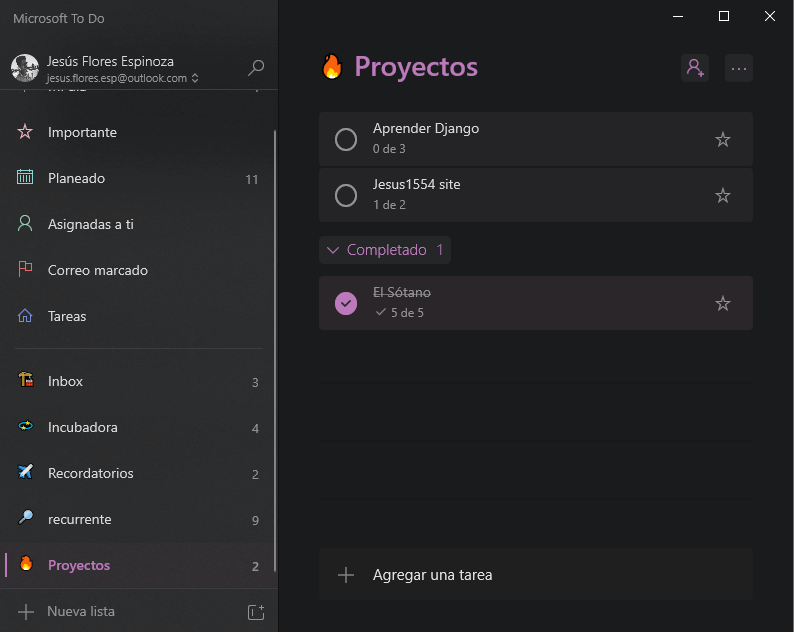 Microsoft To Do
Jesús Flores Espinoza
jesus.flores.esp@outlook.com
Importante
Planeado 11
Asignadas a ti
Correo marcado
Tareas
Inbox 3
Incubadora 4
Recordatorios 2
recurrente 9
Proyectos 2
Nueva lista
Proyectos
Aprender Django
0 de 3
Jesus1554 site
1 de 2
Completado 1
El Sótano
5 de 5
Agregar una tarea